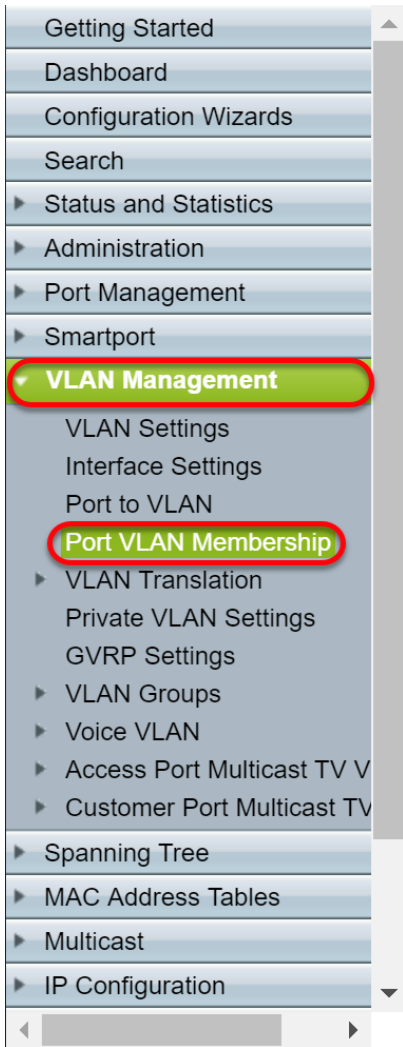 Getting Started
Dashboard
Configuration Wizards
Search
Status and Statistics
Administration
Port Management
Smartport
VLAN Management
VLAN Settings
Interface Settings
Port to VLAN
Port VLAN Membership
VLAN Translation
Private VLAN Settings
GVRP Settings
VLAN Groups
Voice VLAN
Access Port Multicast TV V
Customer Port Multicast TV
Spanning Tree
MAC Address Tables
Multicast
IP Configuration